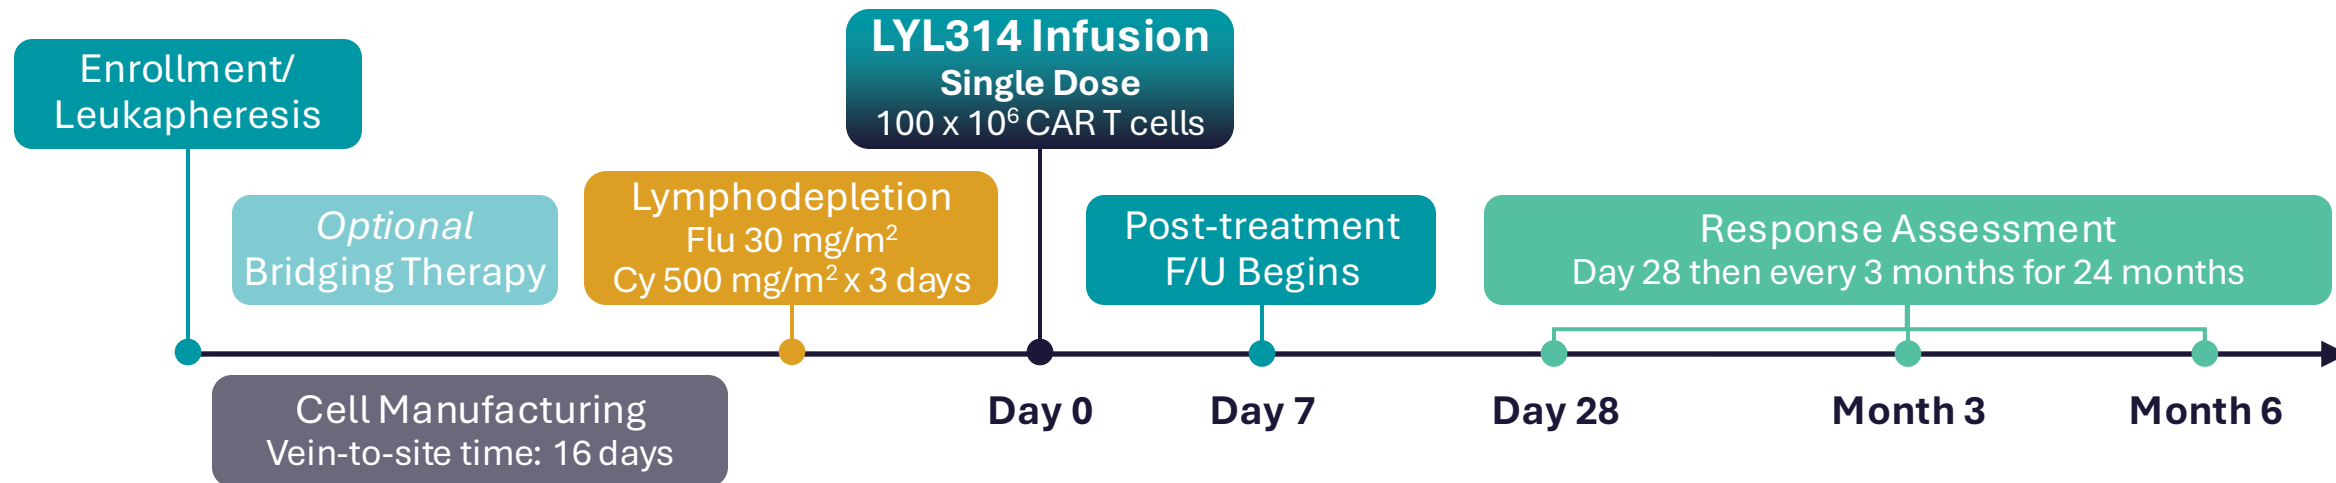 Enrollment/
Leukapheresis
Optional
Bridging Therapy
Cell Manufacturing
Vein-to-site time: 16 days
Lymphodepletion
Flu 30 mg/m²
Cy 500 mg/m² x 3 days
LYL314 Infusion
Single Dose
100 x 10⁶ CAR T cells
Post-treatment
F/U Begins
Response Assessment
Day 28 then every 3 months for 24 months
Day 0
Day 7
Day 28
Month 3
Month 6